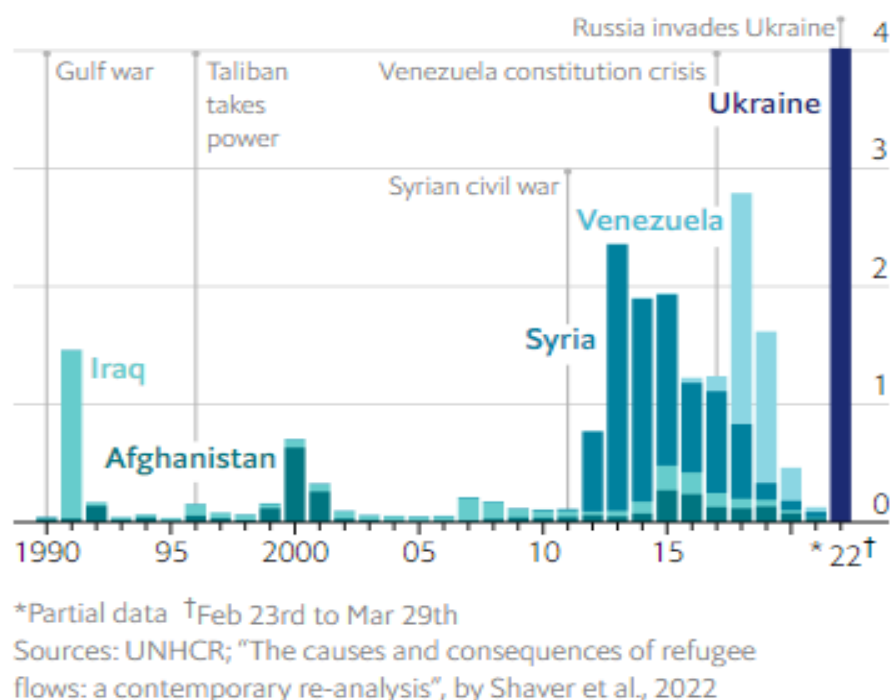 Russia invades Ukraine
4
Gulf war
Taliban
takes
power
Venezuela constitution crisis
Ukraine
3
Syrian civil war
Venezuela
2
Syria
Iraq
1
Afghanistan
0
1990 95 2000 05 10 15 * 22†
*Partial data †Feb 23rd to Mar 29th
Sources: UNHCR; “The causes and consequences of refugee
flows: a contemporary re-analysis”, by Shaver et al., 2022